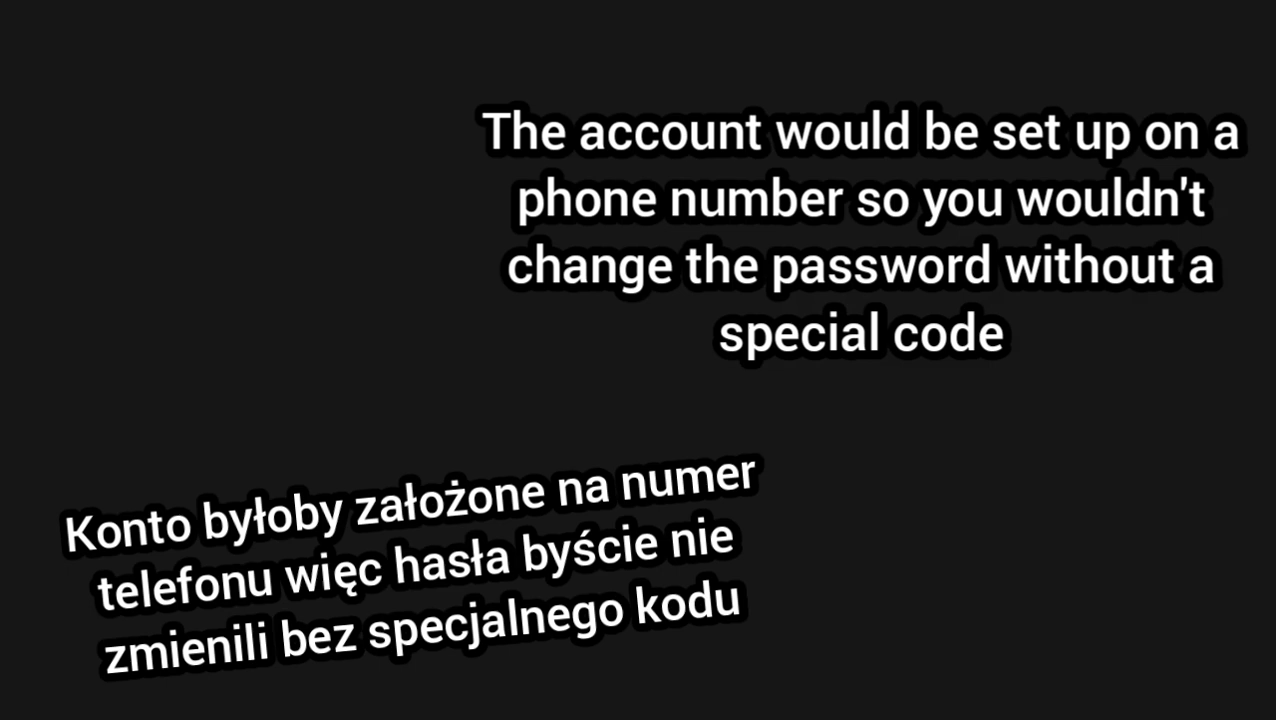 The account would be set up on a
phone number so you wouldn't
change the password without a
special code
Konto byłoby założone na numer
telefonu więc hasła byście nie
zmienili bez specjalnego kodu